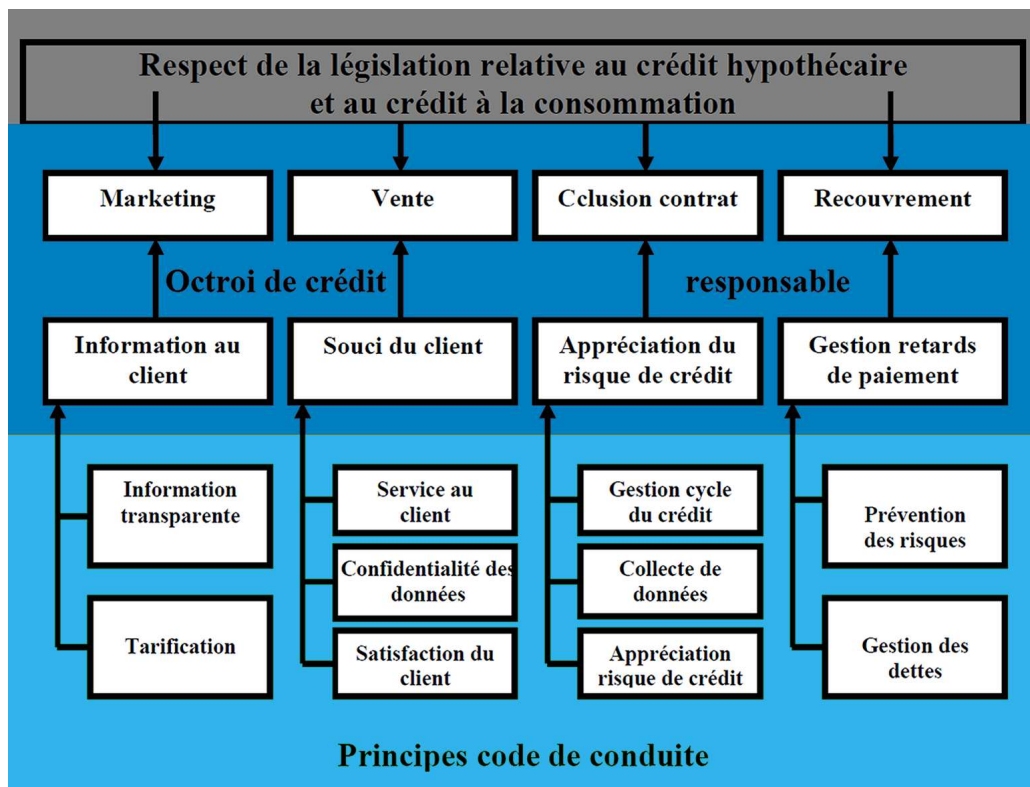 Respect de la législation relative au crédit hypothécaire
et au crédit à la consommation
Marketing
Vente
Cclusion contrat
Recouvrement
Octroi de crédit
responsable
Information au
client
Souci du client
Appréciation du
risque de crédit
Gestion retards
de paiement
Information
transparente
Tarification
Service au
client
Confidentialité des
données
Satisfaction du
client
Gestion cycle
du crédit
Collecte de
données
Appréciation
risque de crédit
Prévention
des risques
Gestion des
dettes
Principes code de conduite